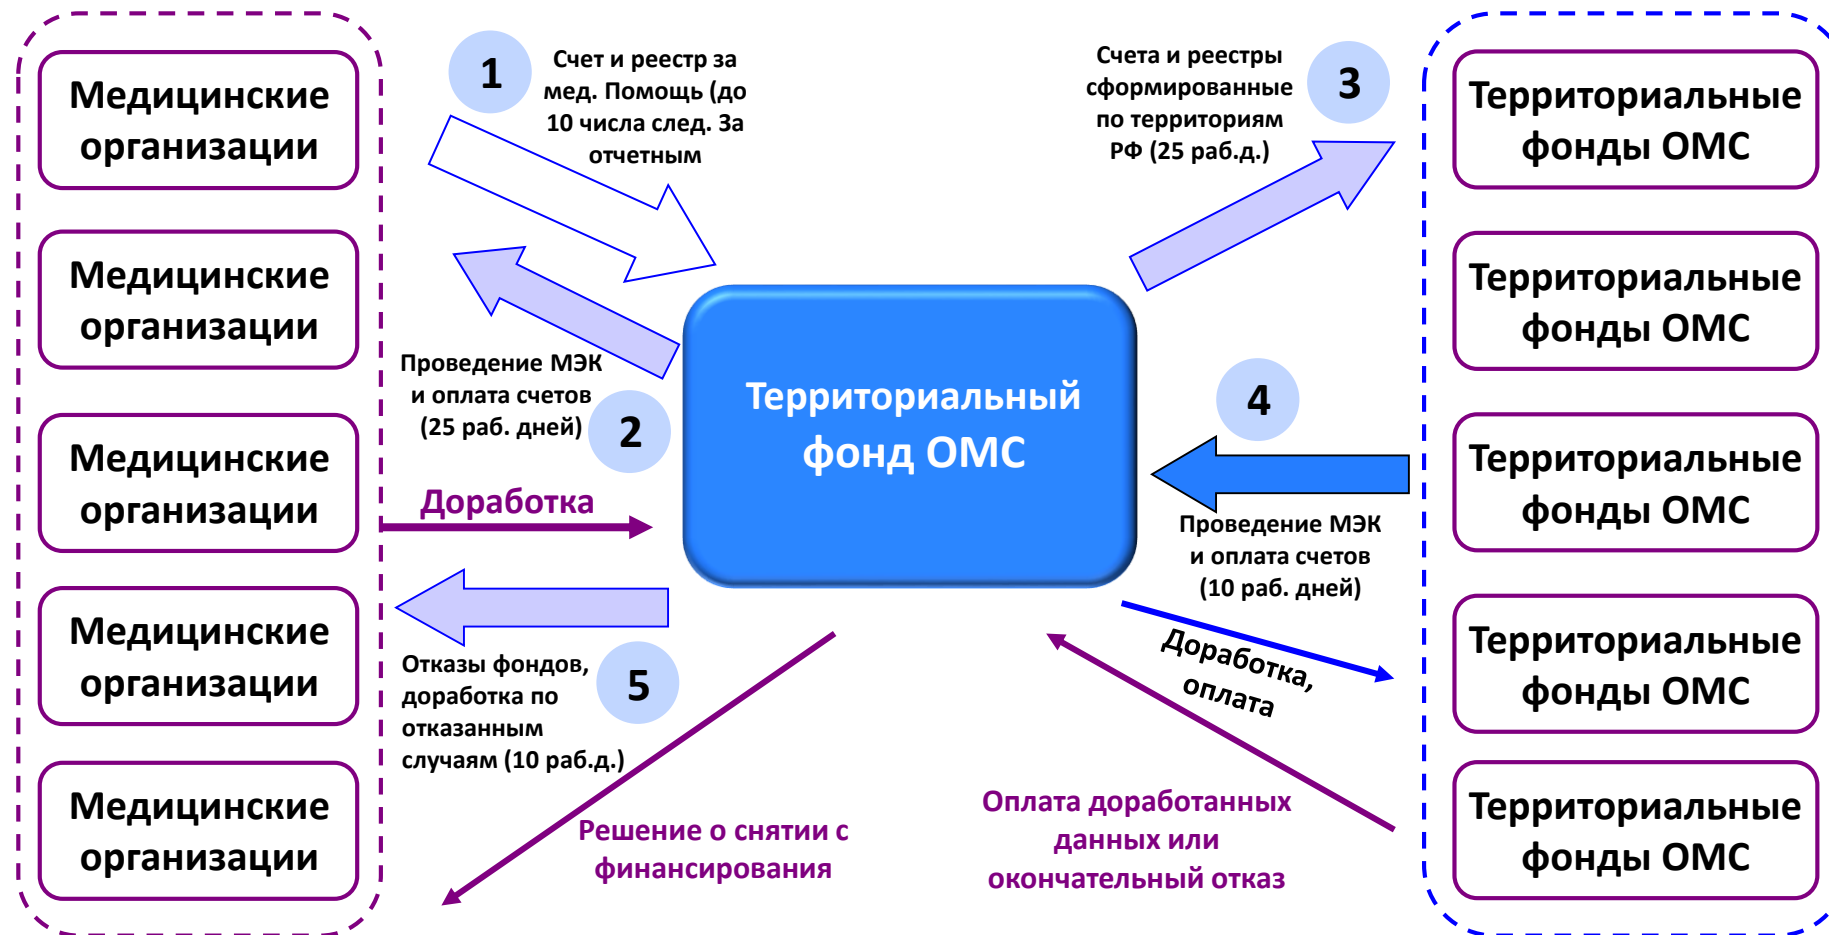 Медицинские
организации
Медицинские
организации
Медицинские
организации
Медицинские
организации
Медицинские
организации
1
Счет и реестр за
мед. Помощь (до
10 числа след. За
отчетным
Проведение МЭК
и оплата счетов
(25 раб. дней)
2
Доработка
Отказы фондов,
доработка по
отказанным
случаям (10 раб.д.)
5
Решение о снятии с
финансирования
Территориальный
фонд ОМС
Счета и реестры
сформированные
по территориям
РФ (25 раб.д.)
3
4
Проведение МЭК
и оплата счетов
(10 раб. дней)
Доработка,
оплата
Оплата доработанных
данных или
окончательный отказ
Территориальные
фонды ОМС
Территориальные
фонды ОМС
Территориальные
фонды ОМС
Территориальные
фонды ОМС
Территориальные
фонды ОМС